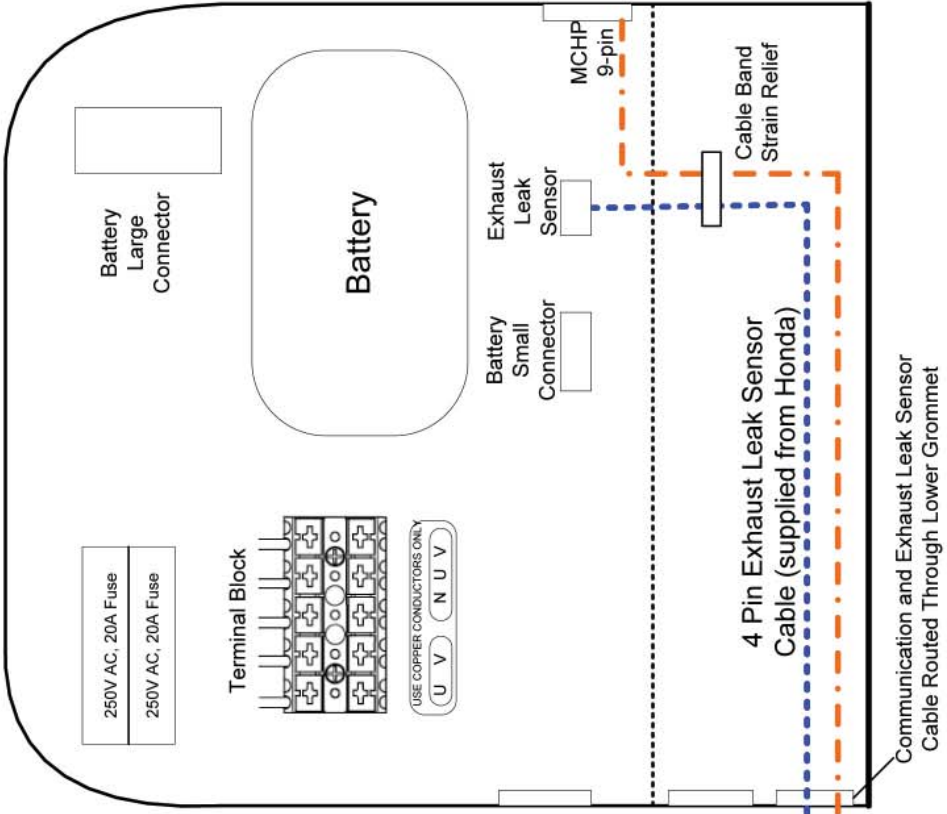 250V AC, 20A Fuse
250V AC, 20A Fuse
Battery
Large
Connector
Terminal Block
USE COPPER CONDUCTORS ONLY
U V N U V
Battery
Battery
Small
Connector
Exhaust
Leak
Sensor
MCHP
9-pin
Cable Band
Strain Relief
4 Pin Exhaust Leak Sensor
Cable (supplied from Honda)
Communication and Exhaust Leak Sensor
Cable Routed Through Lower Grommet